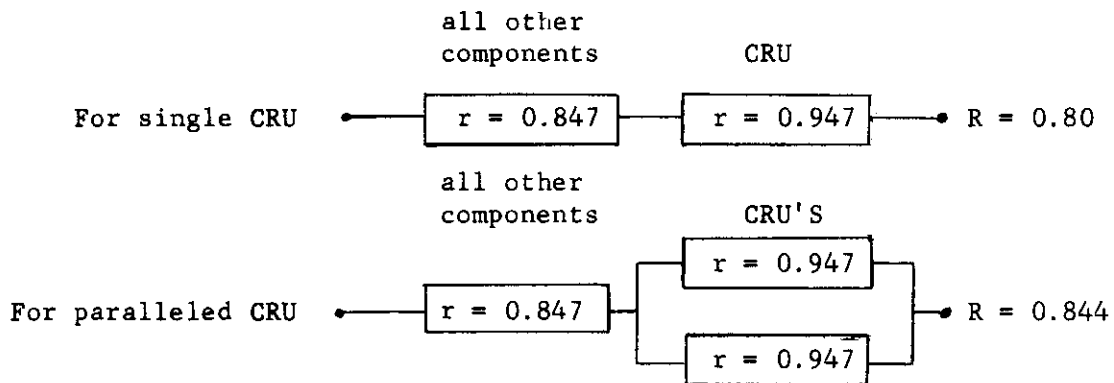 all other
components CRU
For single CRU r = 0.847 r = 0.947 R = 0.80
all other
components CRU'S
r = 0.947
For paralleled CRU r = 0.847 R = 0.844
r = 0.947